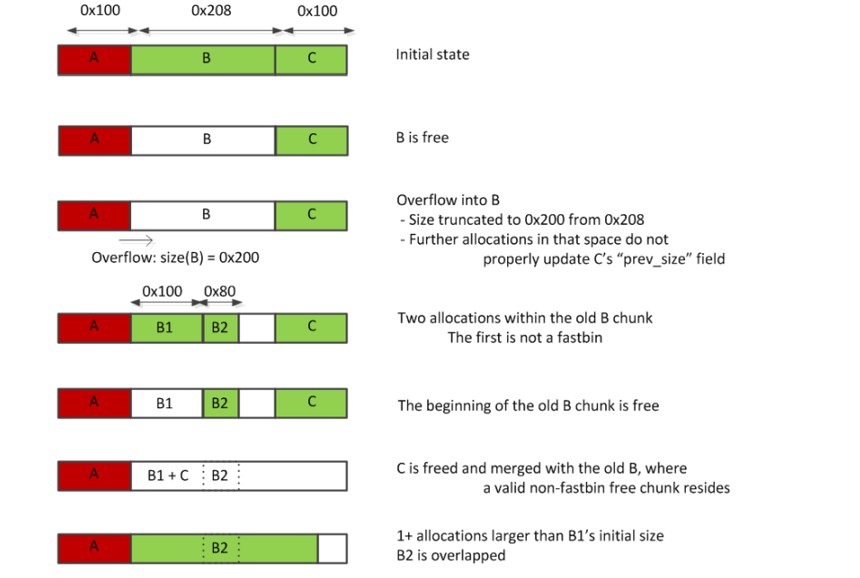 0x100 0x208 0x100
A B C Initial state
A B C B is free
Overflow into B
A B C - Size truncated to 0x200 from 0x208
- Further allocations in that space do not
Overflow: size(B) = 0x200 properly update C’s “prev_size” field
0x100 0x80
A B1 B2 C Two allocations within the old B chunk
The first is not a fastbin
A B1 B2 C The beginning of the old B chunk is free
A B1 + C B2 C is freed and merged with the old B, where
a valid non-fastbin free chunk resides
A B2 1+ allocations larger than B1’s initial size
B2 is overlapped